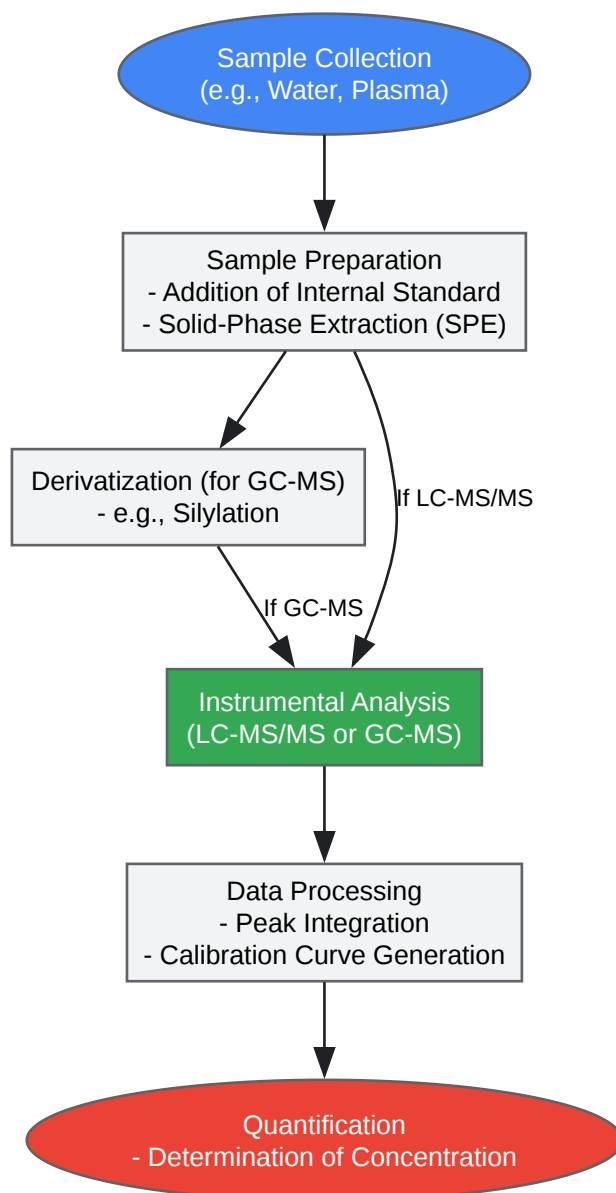 Sample Collection
(e.g., Water, Plasma)
Sample Preparation
- Addition of Internal Standard
- Solid-Phase Extraction (SPE)
Derivatization (for GC-MS)
- e.g., Silylation
If LC-MS/MS
If GC-MS
Instrumental Analysis
(LC-MS/MS or GC-MS)
Data Processing
- Peak Integration
- Calibration Curve Generation
Quantification
- Determination of Concentration